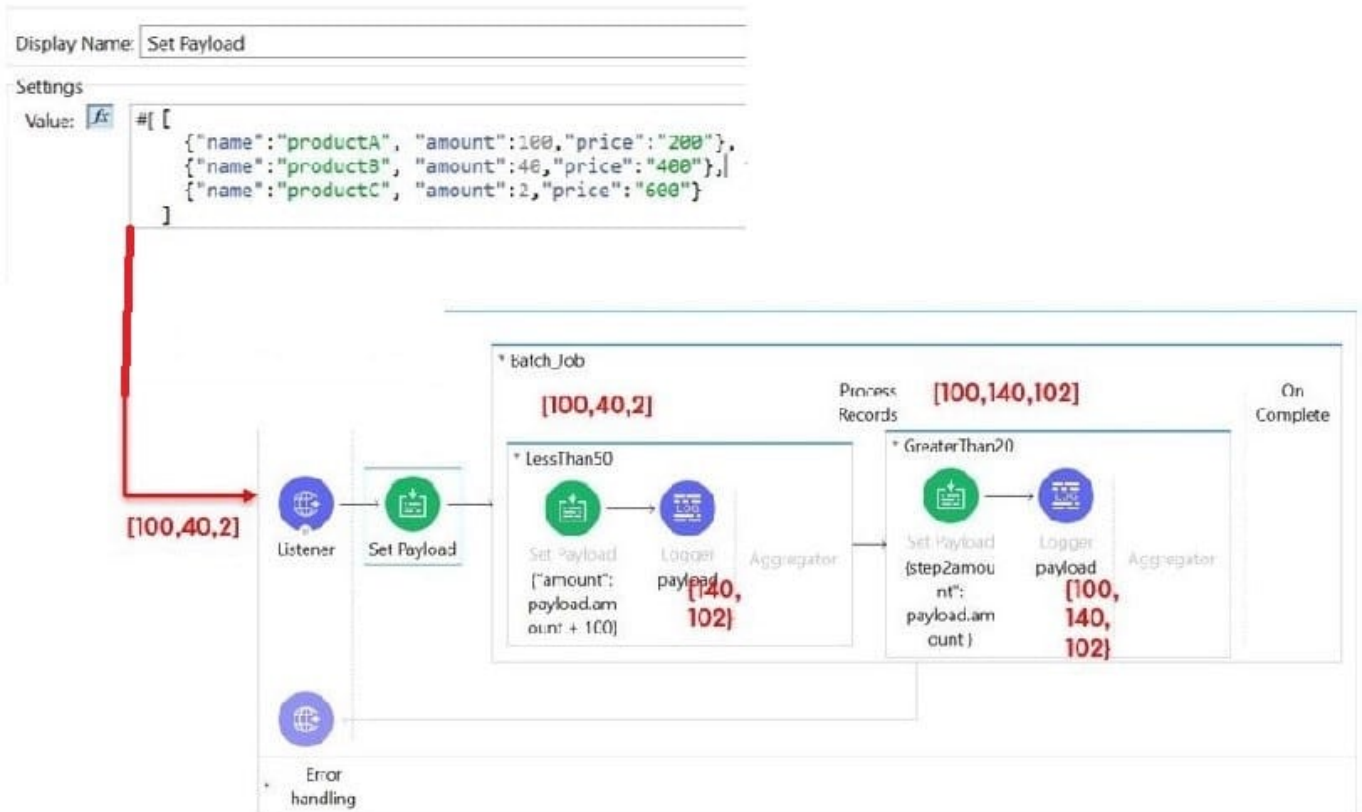 Display Name: Set Payload
Settings
Value: fx #[ [
{"name":"productA", "amount":100,"price":"200"},
{"name":"productB", "amount":40,"price":"400"},
{"name":"productC", "amount":2,"price":"600"}
]
Batch_Job
[100,40,2]
Process
Records
[100,140,102]
On
Complete
LessThan50
GreaterThan20
[100,40,2]
Listener
Set Payload
Set Payload
{"amount":
payload.am
ount + 100}
Logger
payload
[140,
102}
Aggregator
Set Payload
{step2amou
nt":
payload.am
ount }
Logger
payload
[100,
140,
102}
Aggregator
Error
handling